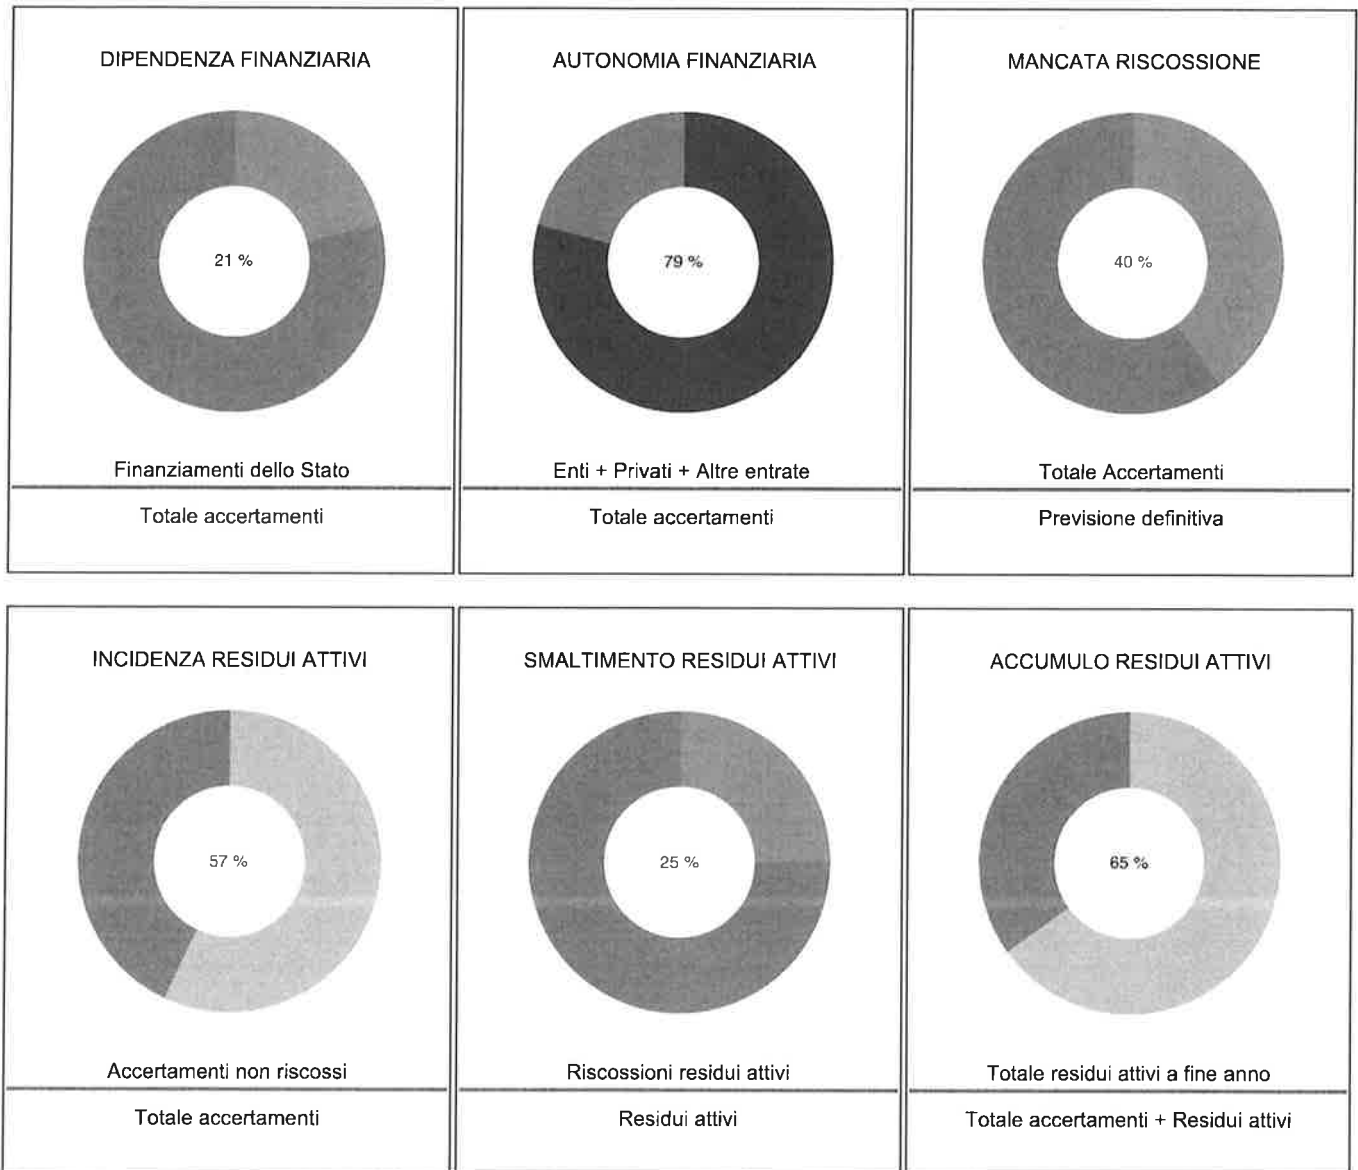 DIPENDENZA FINANZIARIA
21 %
Finanziamenti dello Stato
Totale accertamenti
AUTONOMIA FINANZIARIA
79 %
Enti + Privati + Altre entrate
Totale accertamenti
MANCATA RISCOSSIONE
40 %
Totale Accertamenti
Previsione definitiva
INCIDENZA RESIDUI ATTIVI
57 %
Accertamenti non riscossi
Totale accertamenti
SMALTIMENTO RESIDUI ATTIVI
25 %
Riscossioni residui attivi
Residui attivi
ACCUMULO RESIDUI ATTIVI
65 %
Totale residui attivi a fine anno
Totale accertamenti + Residui attivi